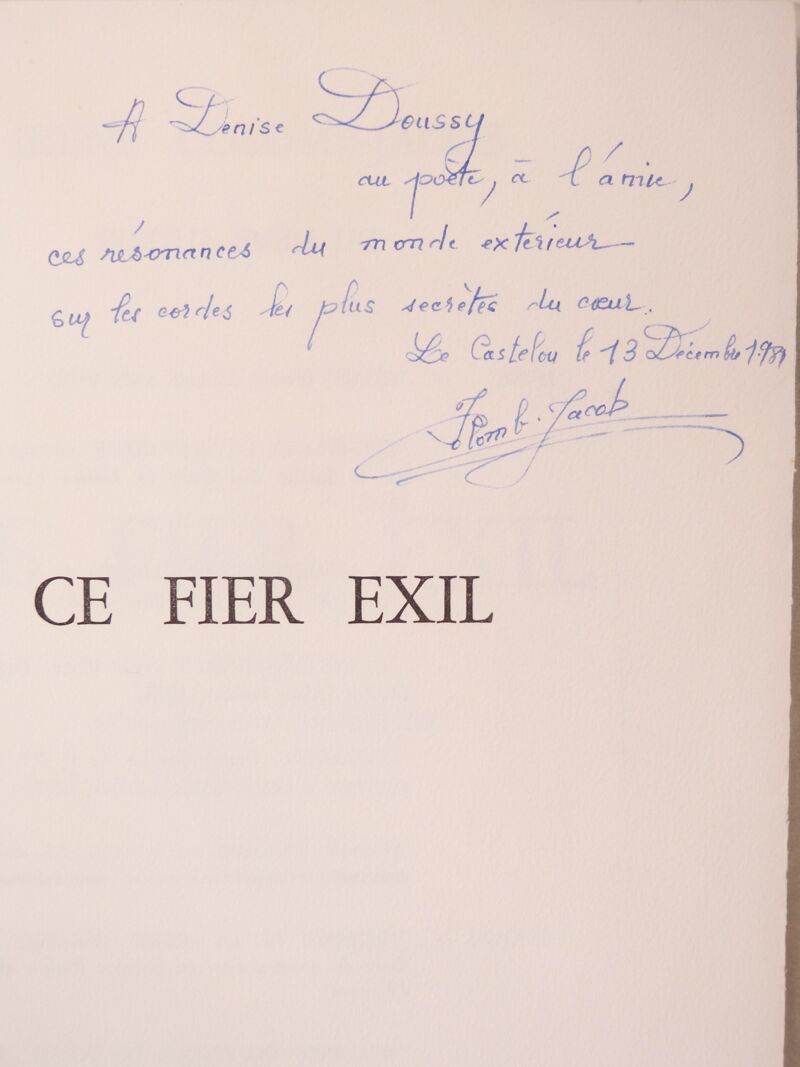 A Denise Doussy
au poète, à l'amie,
ces résonances du monde extérieur
sur les cordes les plus secrètes du cœur.
Le Castelou le 13 Décembre
Jacob
CE FIER EXIL